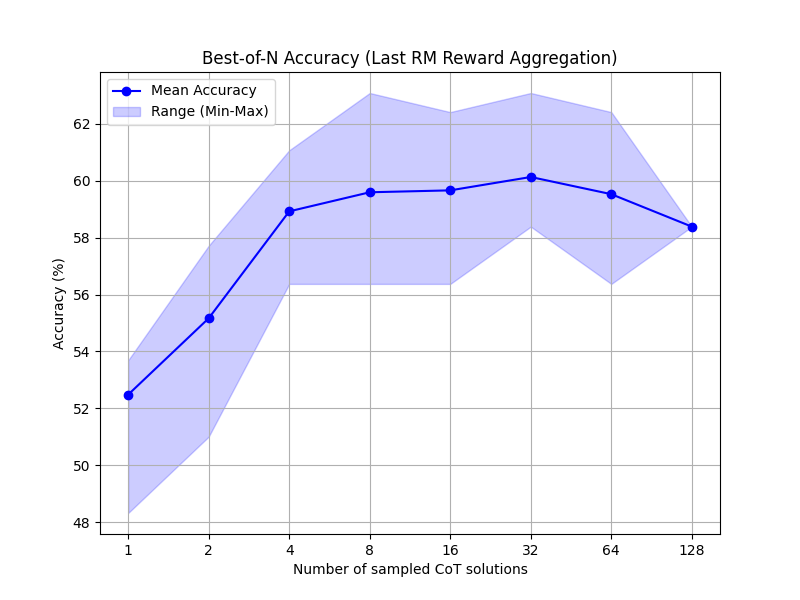 Best-of-N Accuracy (Last RM Reward Aggregation)
Mean Accuracy
Range (Min-Max)
Accuracy (%)
62
60
58
56
54
52
50
48
1 2 4 8 16 32 64 128
Number of sampled CoT solutions